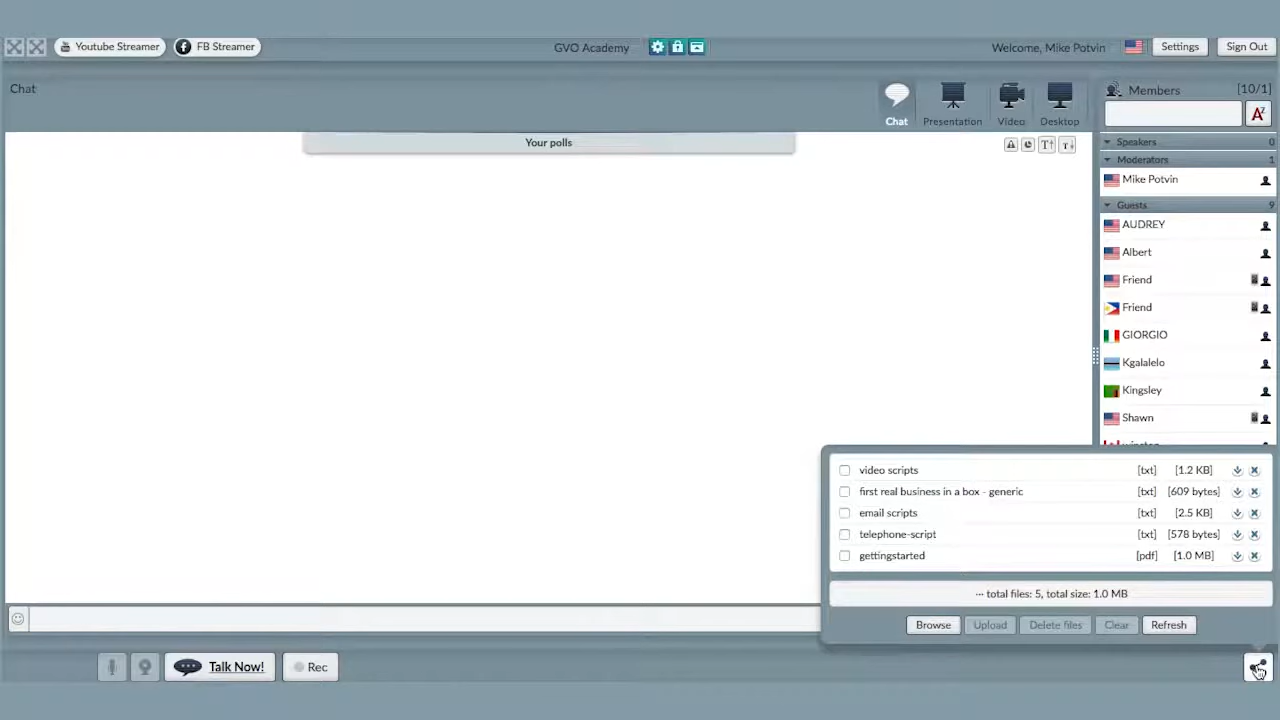 Youtube Streamer FB Streamer GVO Academy Welcome, Mike Potvin Settings Sign Out
Chat
Chat Presentation Video Desktop
Members [10/1]
Your polls
Speakers 0
Moderators 1
Mike Potvin
Guests 9
AUDREY
Albert
Friend
Friend
GIORGIO
Kgalalelo
Kingsley
Shawn
video scripts [txt] [1.2 KB]
first real business in a box - generic [txt] [609 bytes]
email scripts [txt] [2.5 KB]
telephone-script [txt] [578 bytes]
gettingstarted [pdf] [1.0 MB]
··· total files: 5, total size: 1.0 MB
Browse Upload Delete files Clear Refresh
Talk Now! Rec